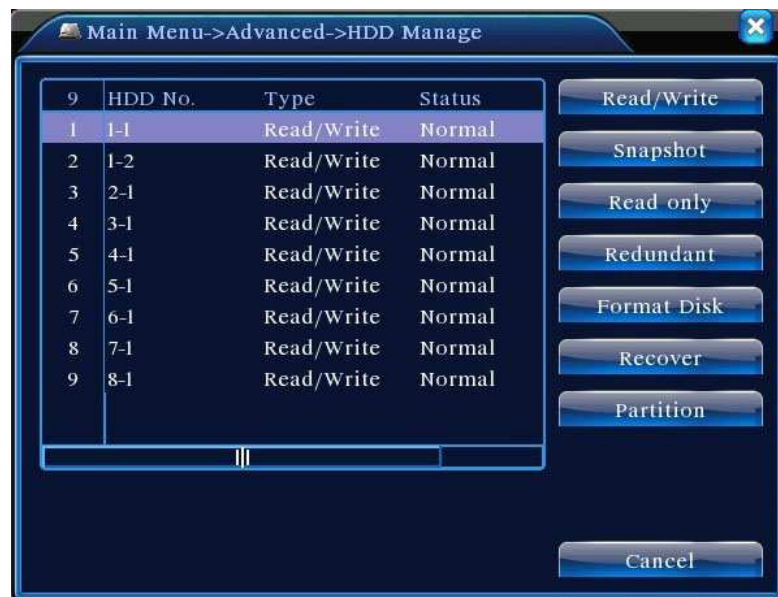 Main Menu->Advanced->HDD Manage
9 HDD No. Type Status
1 1-1 Read/Write Normal
2 1-2 Read/Write Normal
3 2-1 Read/Write Normal
4 3-1 Read/Write Normal
5 4-1 Read/Write Normal
6 5-1 Read/Write Normal
7 6-1 Read/Write Normal
8 7-1 Read/Write Normal
9 8-1 Read/Write Normal
Read/Write
Snapshot
Read only
Redundant
Format Disk
Recover
Partition
Cancel